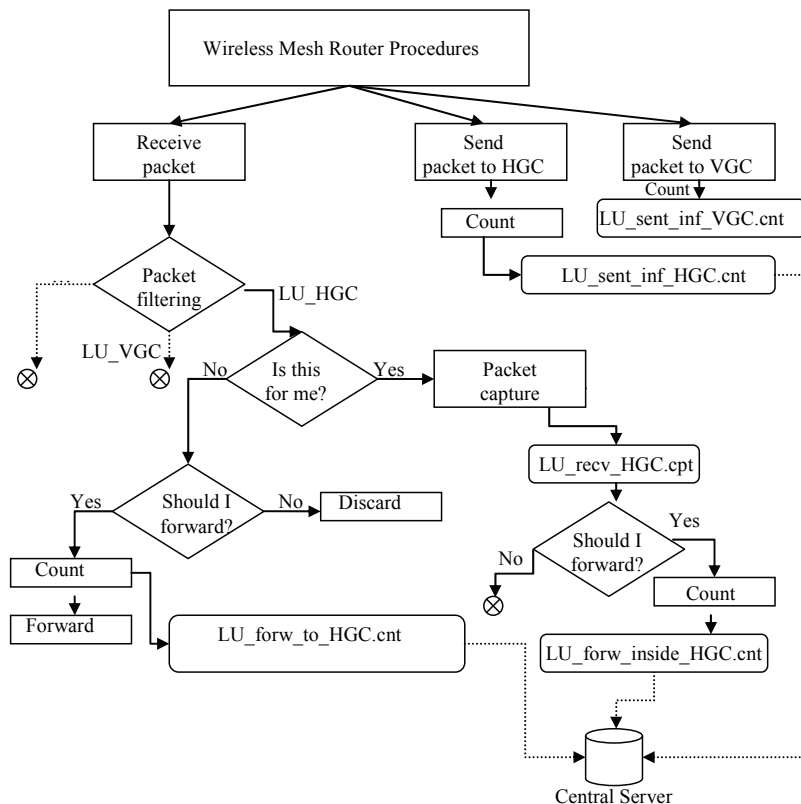 Wireless Mesh Router Procedures
Receive
packet
Send
packet to HGC
Send
packet to VGC
Count
LU_sent_inf_VGC.cnt
Count
LU_sent_inf_HGC.cnt
Packet
filtering
...
LU_HGC
LU_VGC
No
Is this
for me?
Yes
Packet
capture
LU_recv_HGC.cpt
Yes
Should I
forward?
No
Discard
No
Should I
forward?
Yes
Count
Forward
Count
LU_forw_to_HGC.cnt
LU_forw_inside_HGC.cnt
Central Server